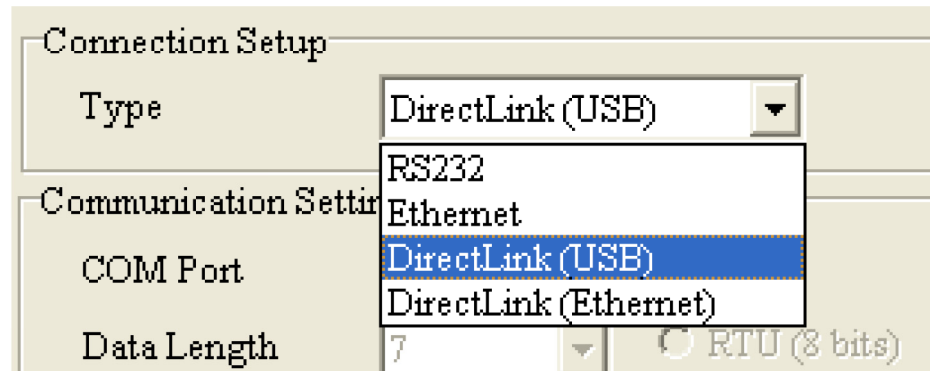 Connection Setup
Type DirectLink (USB)
RS232
Communication Settin Ethernet
DirectLink (USB)
COM Port
DirectLink (Ethernet)
Data Length 7 RTU (8 bits)